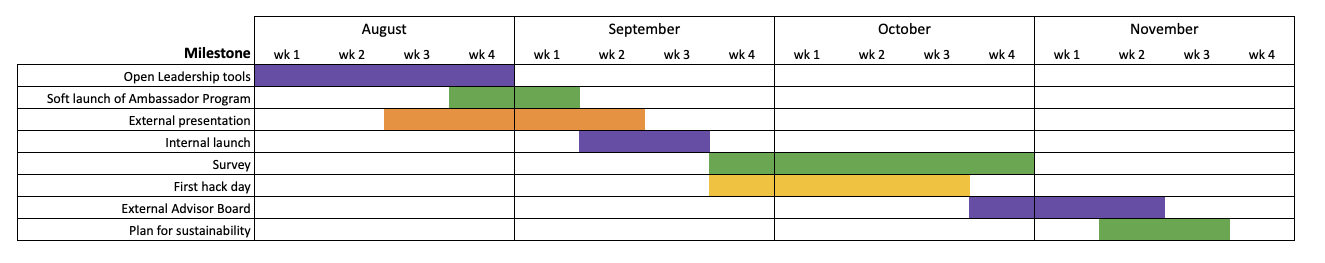 August September October November
Milestone wk 1 wk 2 wk 3 wk 4 wk 1 wk 2 wk 3 wk 4 wk 1 wk 2 wk 3 wk 4 wk 1 wk 2 wk 3 wk 4
Open Leadership tools
Soft launch of Ambassador Program
External presentation
Internal launch
Survey
First hack day
External Advisor Board
Plan for sustainability